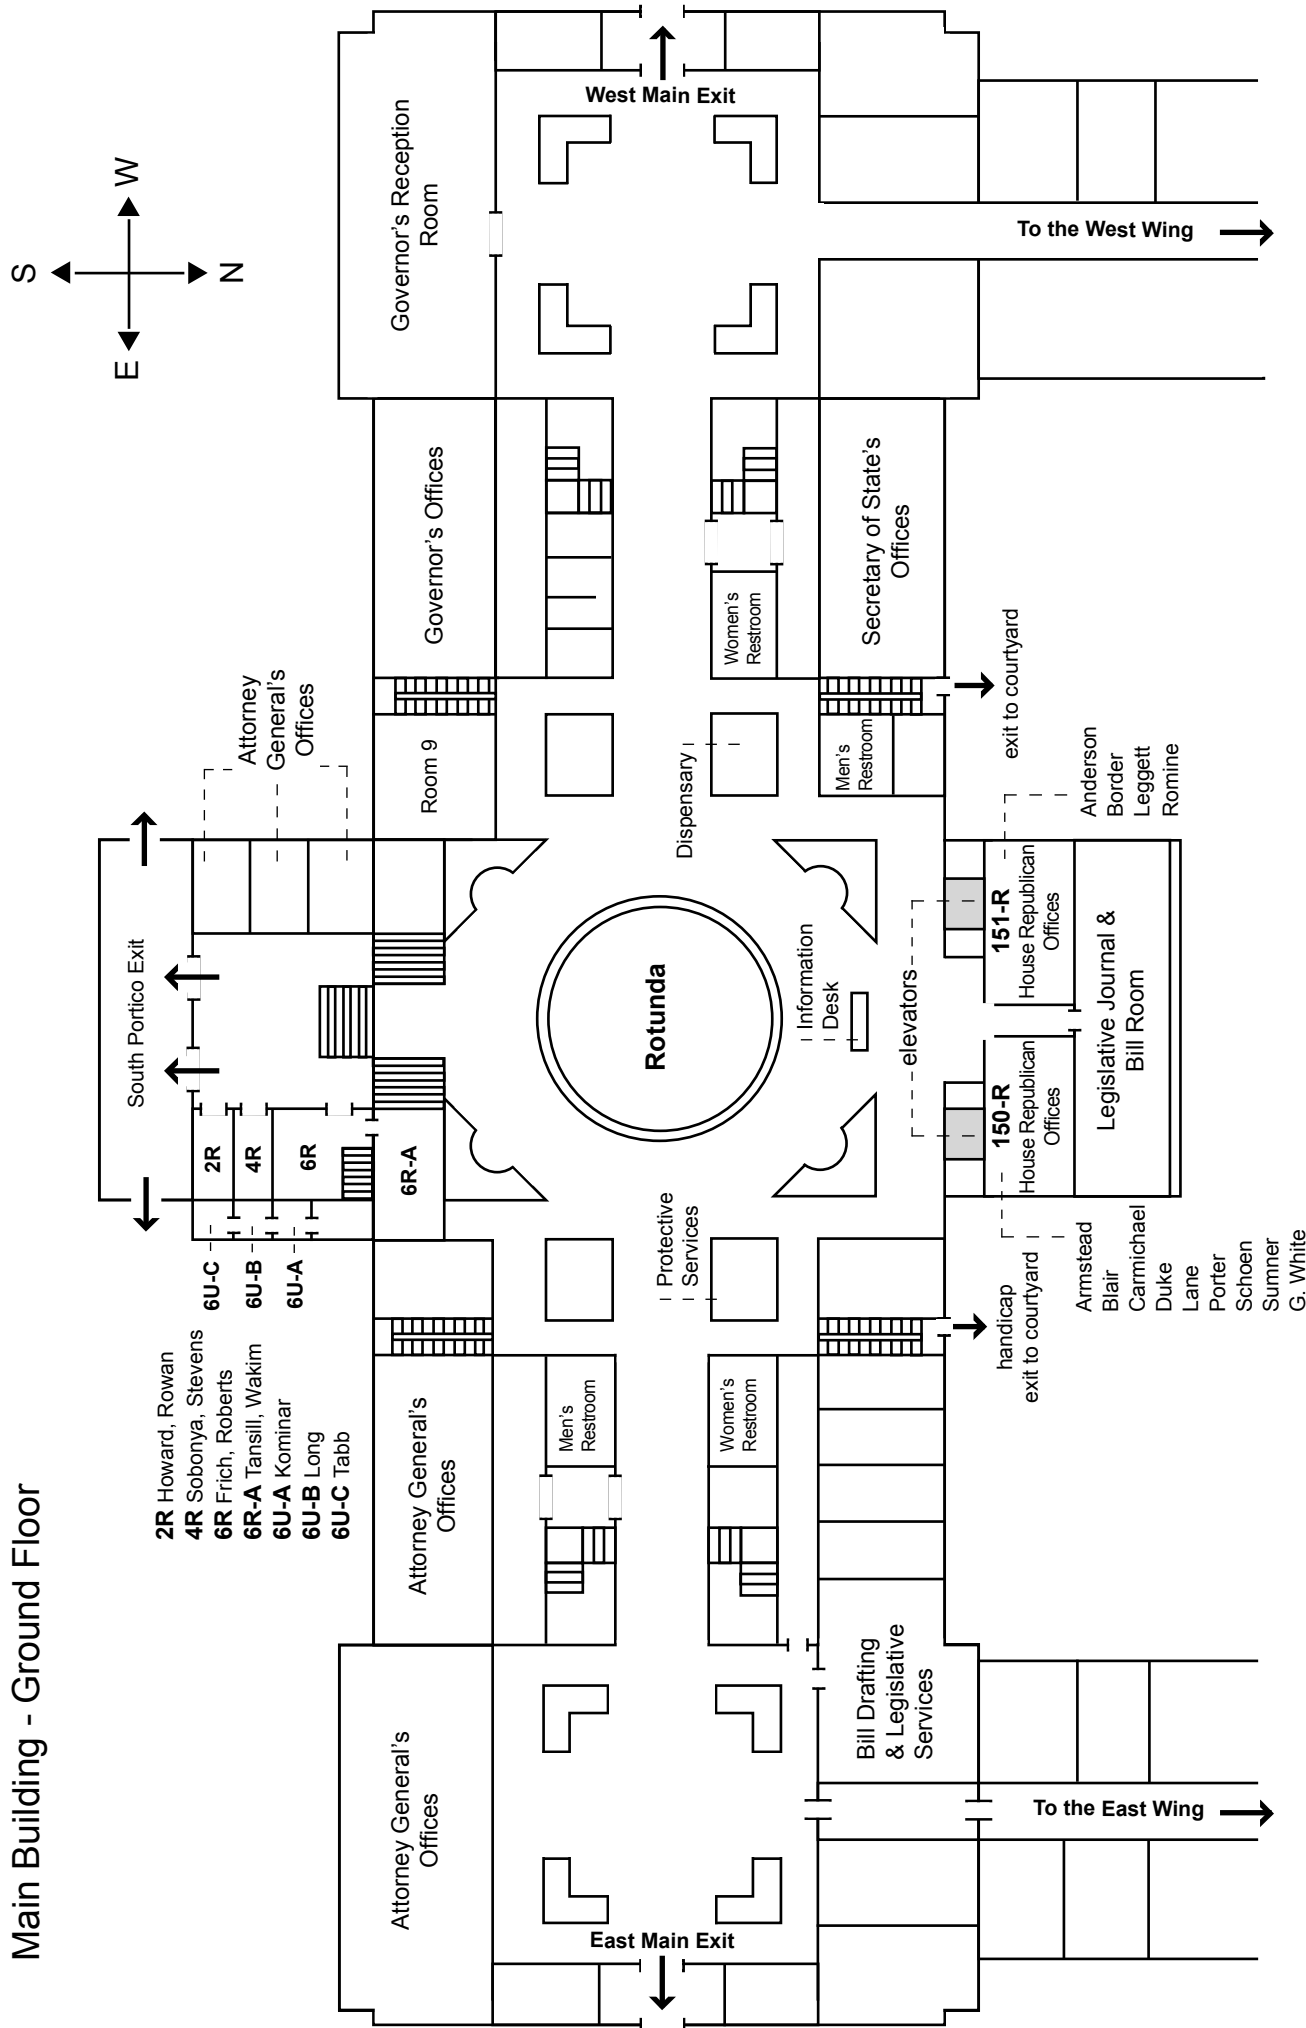 Main Building - Ground Floor
S
E
W
N
South Portico Exit
Attorney
General's
Offices
2R Howard, Rowan
4R Sobonya, Stevens
6R Frich, Roberts
6R-A Tansill, Wakim
6U-A Kominar
6U-B Long
6U-C Tabb
6U-C
6U-B
6U-A
2R
4R
6R
6R-A
Attorney General's
Offices
Attorney General's
Offices
Room 9
Governor's Offices
Governor's Reception
Room
East Main Exit
Men's
Restroom
Women's
Restroom
Protective
Services
Rotunda
Dispensary
Women's
Restroom
West Main Exit
Information
Desk
Bill Drafting
& Legislative
Services
Men's
Restroom
Secretary of State's
Offices
elevators
150-R
House Republican
Offices
151-R
House Republican
Offices
Legislative Journal &
Bill Room
handicap
exit to courtyard
exit to courtyard
Armstead
Blair
Carmichael
Duke
Lane
Porter
Schoen
Sumner
G. White
Anderson
Border
Leggett
Romine
To the East Wing
To the West Wing